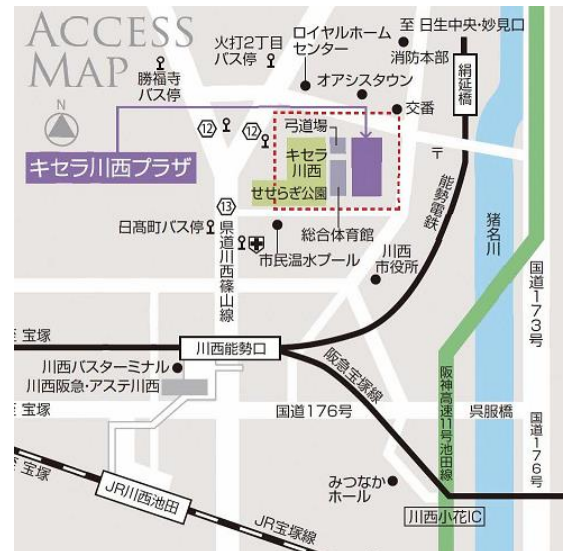 ACCESS
MAP
N
勝福寺
バス停
火打2丁目
バス停
ロイヤルホーム
センター
至 日生中央・妙見口
消防本部
オアシスタウン
交番
絹延橋
12
12
弓道場
キセラ川西プラザ
キセラ
川西
せせらぎ公園
〒
能勢電鉄
猪名川
国道173号
13
日髙町バス停
県道川西篠山線
総合体育館
市民温水プール
川西
市役所
至 宝塚
川西能勢口
川西バスターミナル
川西阪急・アステ川西
阪急宝塚線
阪神高速11号池田線
至 宝塚
国道176号
呉服橋
国道176号
至 宝塚
JR川西池田
みつなか
ホール
川西小花IC
JR宝塚線